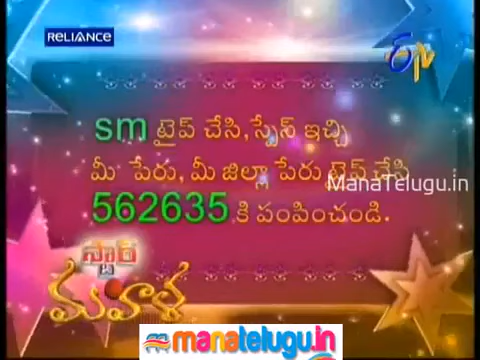 RELIANCE
ETV
sm టైప్ చేసి, స్పేస్ ఇచ్చి
మీ పేరు, మీ జిల్లా పేరు టైప్ చేసి
ManaTelugu.in
562635 కి పంపించండి.
స్టార్
మహిళ
manatelugu.in